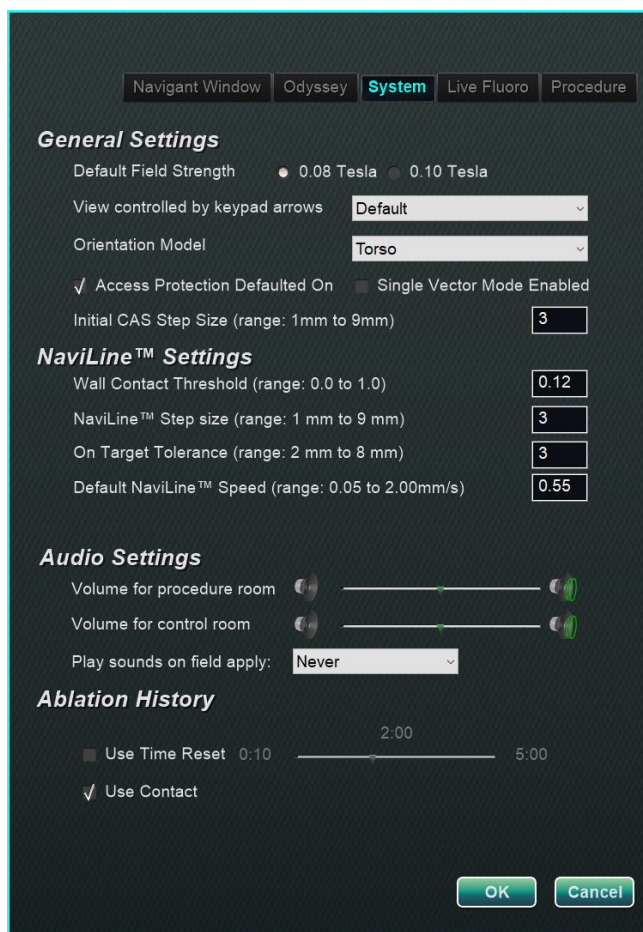 Navigant Window Odyssey System Live Fluoro Procedure
General Settings
Default Field Strength 0.08 Tesla 0.10 Tesla
View controlled by keypad arrows Default
Orientation Model Torso
Access Protection Defaulted On Single Vector Mode Enabled
Initial CAS Step Size (range: 1mm to 9mm) 3
NaviLine™ Settings
Wall Contact Threshold (range: 0.0 to 1.0) 0.12
NaviLine™ Step size (range: 1 mm to 9 mm) 3
On Target Tolerance (range: 2 mm to 8 mm) 3
Default NaviLine™ Speed (range: 0.05 to 2.00mm/s) 0.55
Audio Settings
Volume for procedure room
Volume for control room
Play sounds on field apply: Never
Ablation History
2:00
Use Time Reset 0:10 5:00
Use Contact
OK Cancel